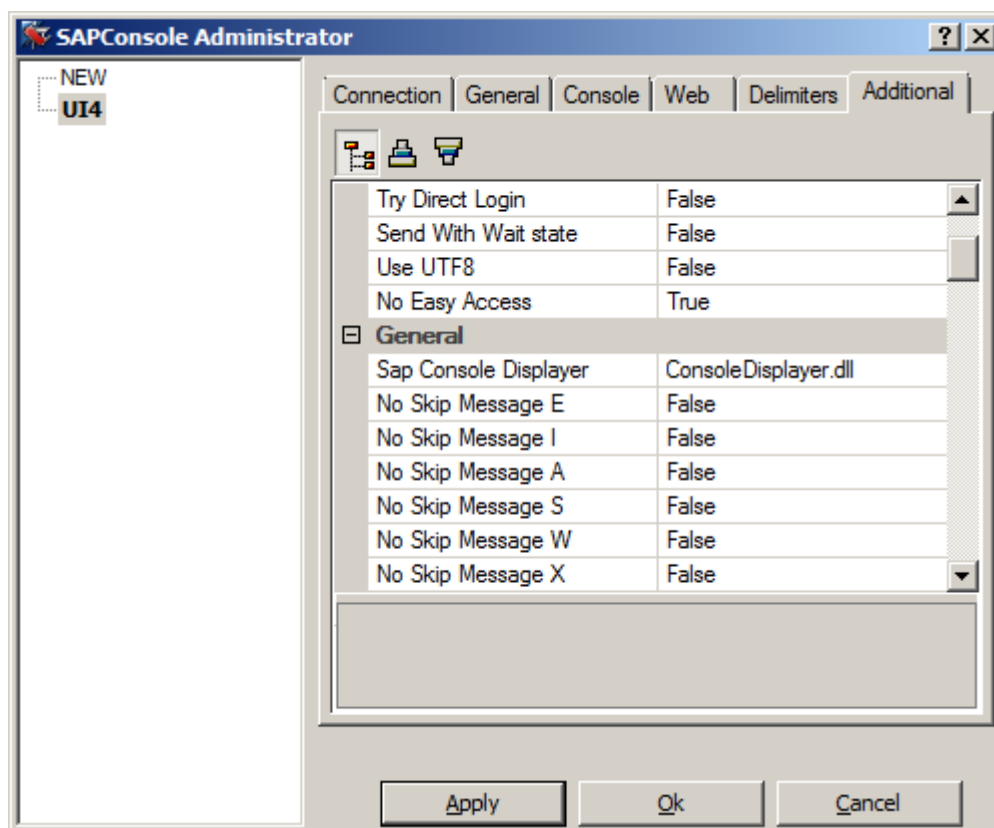 SAPConsole Administrator
NEW
UI4
Connection General Console Web Delimiters Additional
Try Direct Login False
Send With Wait state False
Use UTF8 False
No Easy Access True
General
Sap Console Displayer ConsoleDisplayer.dll
No Skip Message E False
No Skip Message I False
No Skip Message A False
No Skip Message S False
No Skip Message W False
No Skip Message X False
Apply Ok Cancel